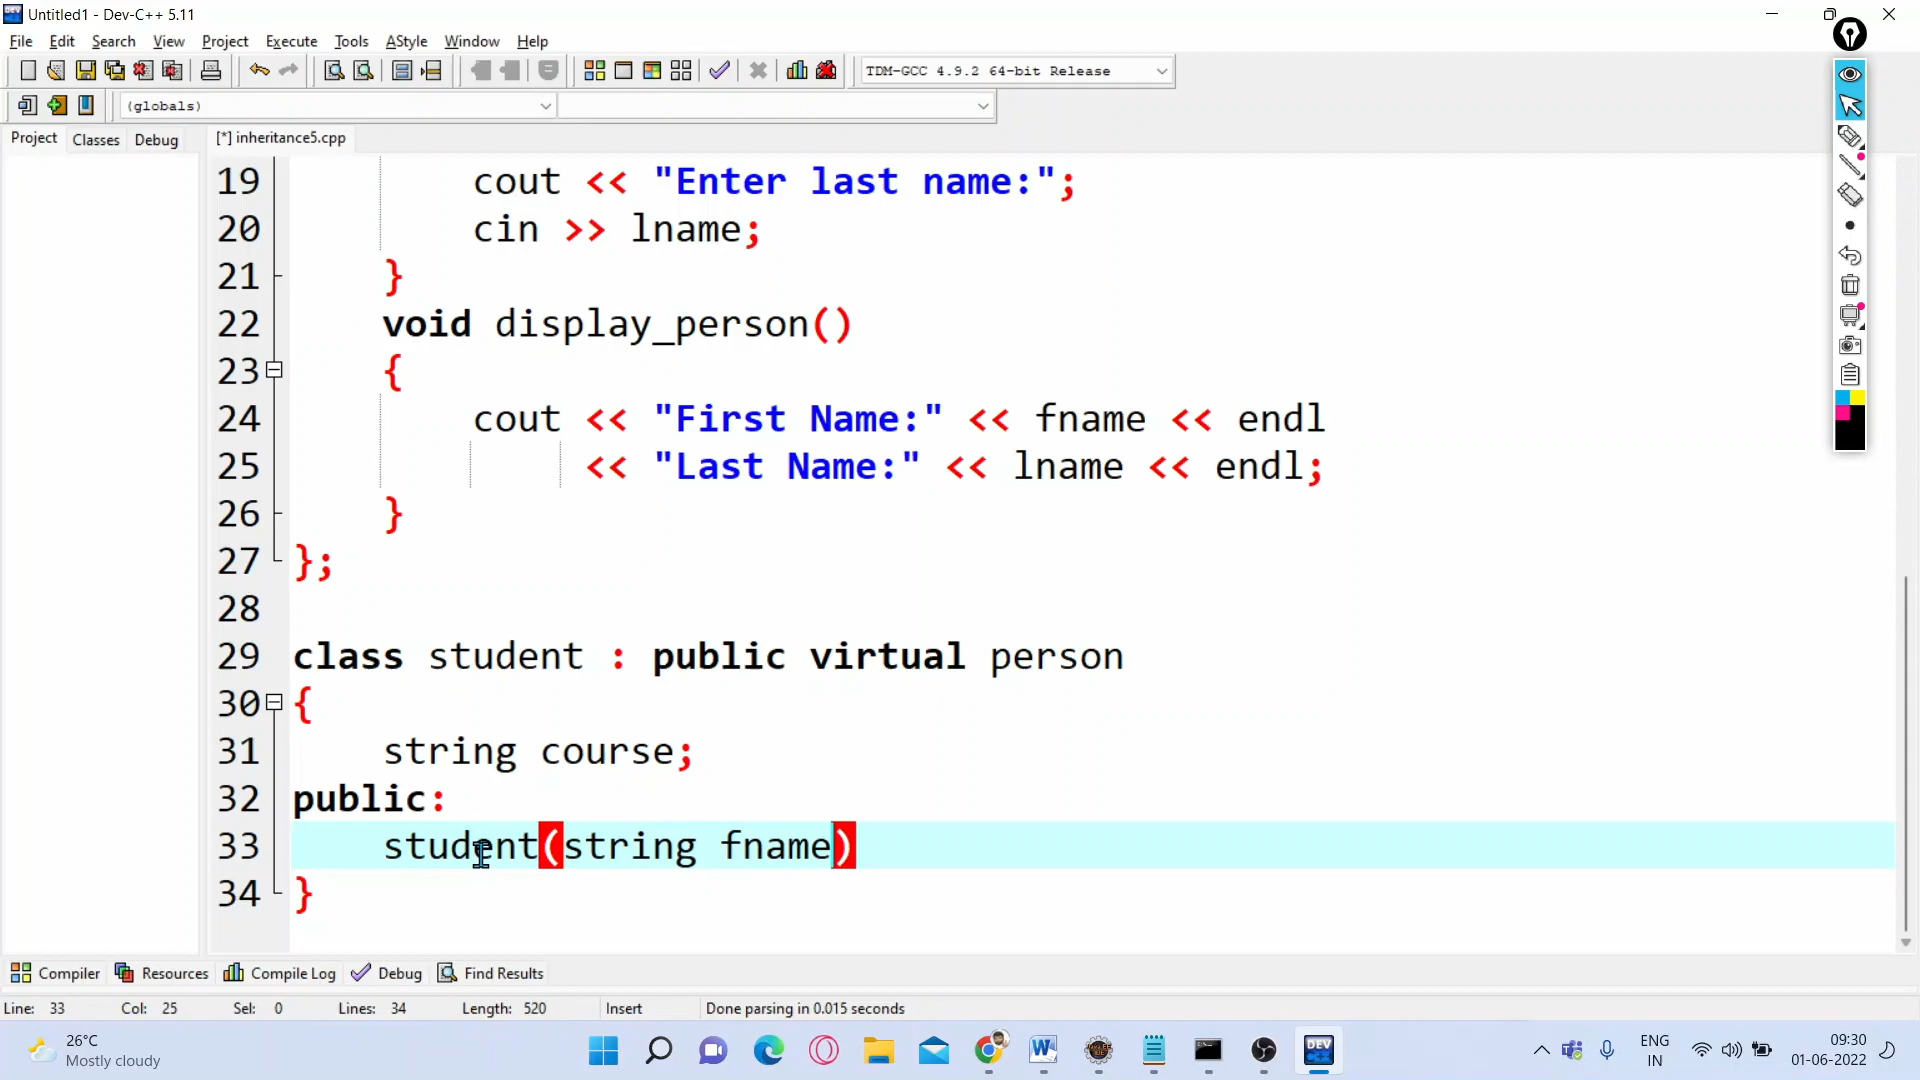 Untitled1 - Dev-C++ 5.11
File Edit Search View Project Execute Tools AStyle Window Help
TDM-GCC 4.9.2 64-bit Release
(globals)
Project Classes Debug [*] inheritance5.cpp
19 cout << "Enter last name:";
20 cin >> lname;
21 }
22 void display_person()
23 {
24 cout << "First Name:" << fname << endl
25 << "Last Name:" << lname << endl;
26 }
27 };
28
29 class student : public virtual person
30 {
31 string course;
32 public:
33 student(string fname)
34 }
Compiler Resources Compile Log Debug Find Results
Line: 33 Col: 25 Sel: 0 Lines: 34 Length: 520 Insert Done parsing in 0.015 seconds
26°C
Mostly cloudy
ENG
IN
09:30
01-06-2022